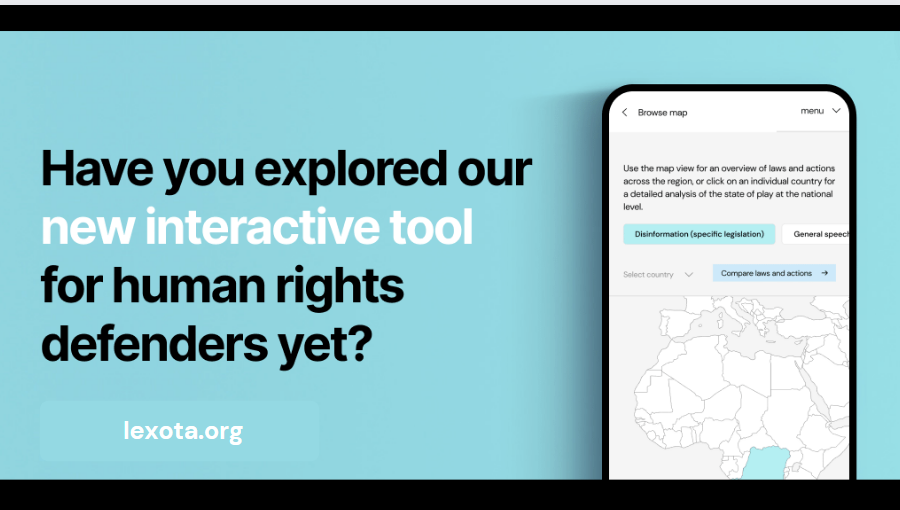 Have you explored our
new interactive tool
for human rights
defenders yet?
lexota.org
Browse map
menu
Use the map view for an overview of laws and actions
across the region, or click on an individual country for
a detailed analysis of the state of play at the national
level.
Disinformation (specific legislation)
General speech
Select country
Compare laws and actions